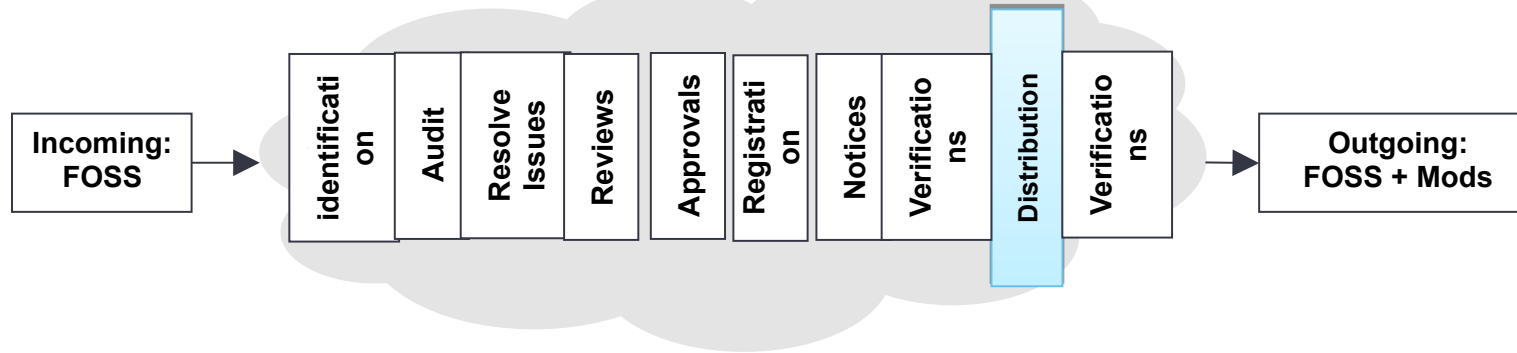 Incoming:
FOSS
identificati
on
Audit
Resolve
Issues
Reviews
Approvals
Registrati
on
Notices
Verificatio
ns
Distribution
Verificatio
ns
Outgoing:
FOSS + Mods